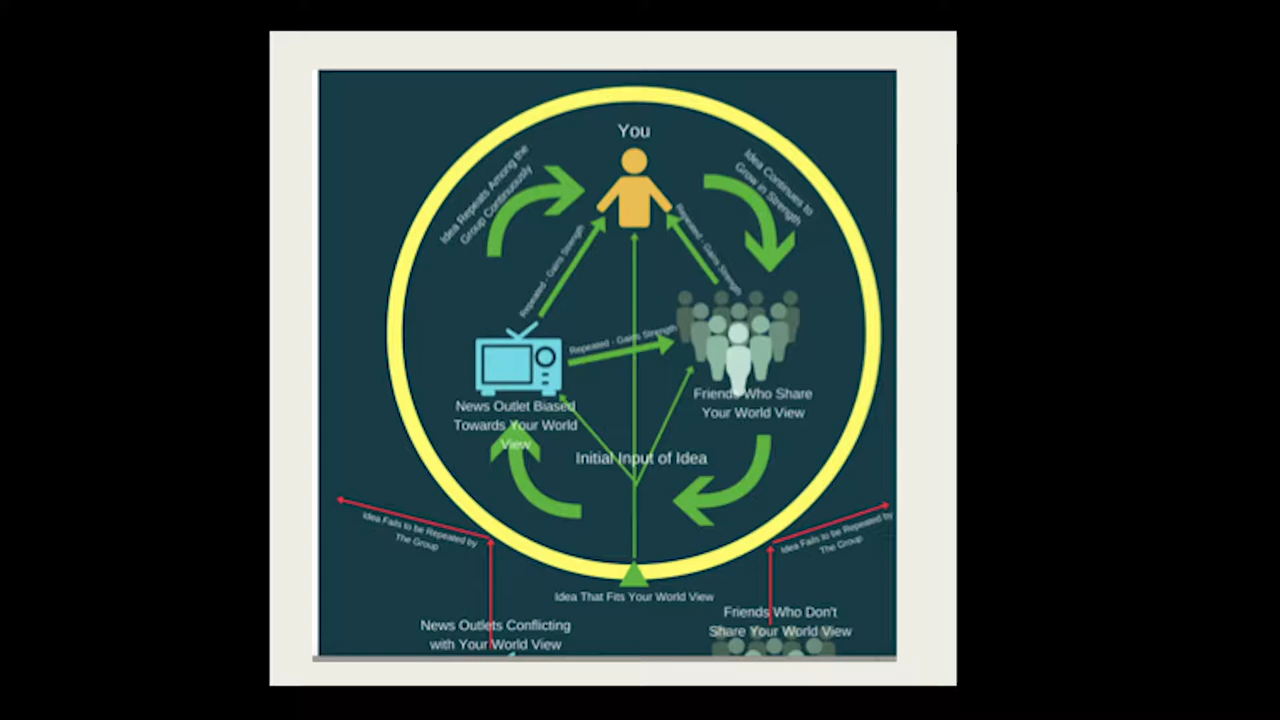 You
Idea Repeats Among the
Group Continuously
Idea Continues to
Grow in Strength
Repeated - Gains Strength
Repeated - Gains Strength
Repeated - Gains Strength
News Outlet Biased
Towards Your World
View
Friends Who Share
Your World View
Initial Input of Idea
Idea Fails to be Repeated by
The Group
Idea Fails to be Repeated by
The Group
Idea That Fits Your World View
News Outlets Conflicting
with Your World View
Friends Who Don't
Share Your World View